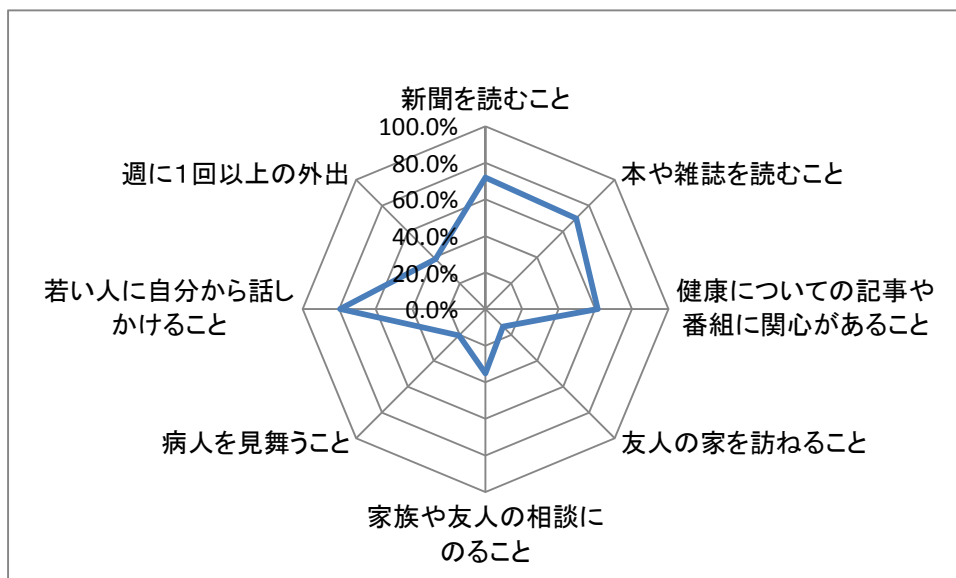 新聞を読むこと
100.0%
80.0%
60.0%
40.0%
20.0%
0.0%
本や雑誌を読むこと
健康についての記事や
番組に関心があること
友人の家を訪ねること
家族や友人の相談に
のること
病人を見舞うこと
若い人に自分から話し
かけること
週に1回以上の外出